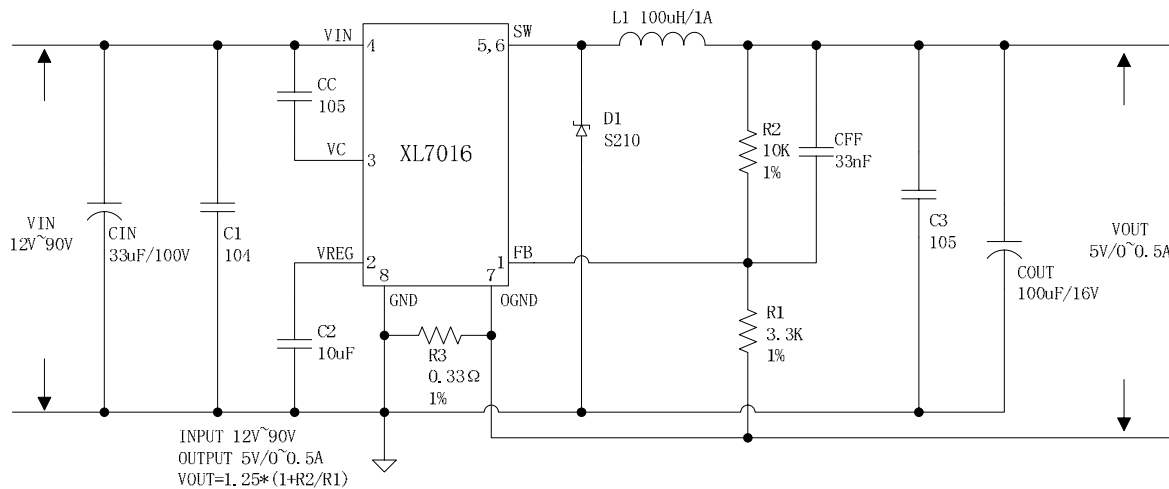 L1 100uH/1A
VIN
4
5,6
SW
CC
105
VC
3
XL7016
D1
S210
R2
10K
1%
CFF
33nF
VIN
12V~90V
CIN
33uF/100V
C1
104
C3
105
VOUT
5V/0~0.5A
VREG
2
8
7
1
FB
GND
OGND
COUT
100uF/16V
C2
10uF
R3
0.33Ω
1%
R1
3.3K
1%
INPUT 12V~90V
OUTPUT 5V/0~0.5A
VOUT=1.25*(1+R2/R1)